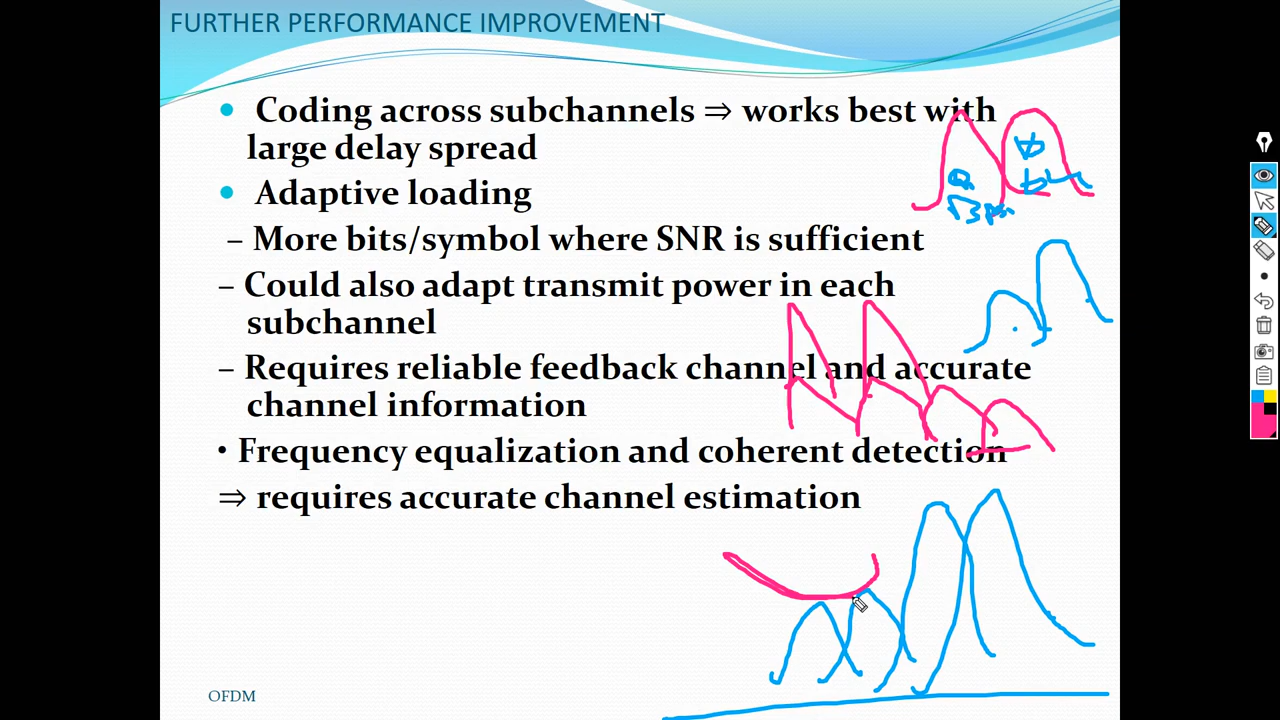 FURTHER PERFORMANCE IMPROVEMENT
• Coding across subchannels ⇒ works best with
large delay spread
• Adaptive loading
– More bits/symbol where SNR is sufficient
– Could also adapt transmit power in each
subchannel
– Requires reliable feedback channel and accurate
channel information
• Frequency equalization and coherent detection
⇒ requires accurate channel estimation
OFDM